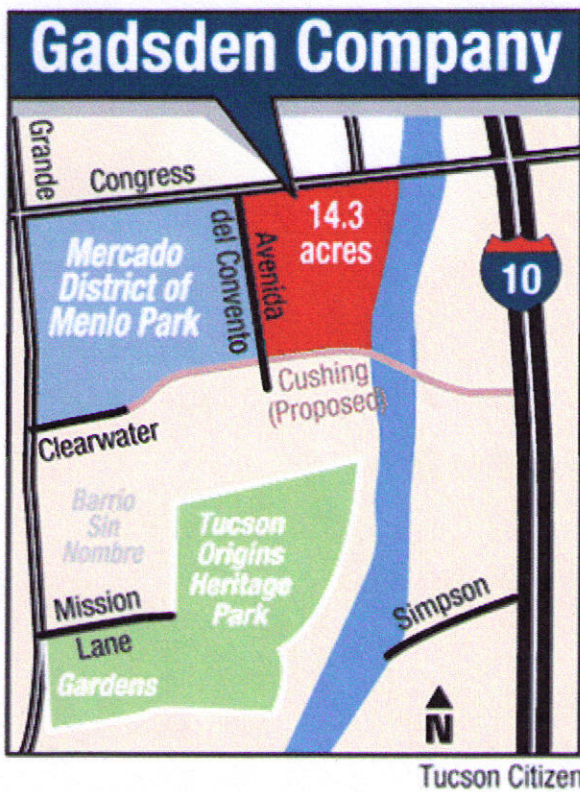 Gadsden Company
Grande
Congress
Avenida
del Convento
14.3
acres
Mercado
District of
Menlo Park
10
Cushing
(Proposed)
Clearwater
Barrio
Sin
Nombre
Tucson
Origins
Heritage
Park
Mission
Lane
Gardens
Simpson
N
Tucson Citizen